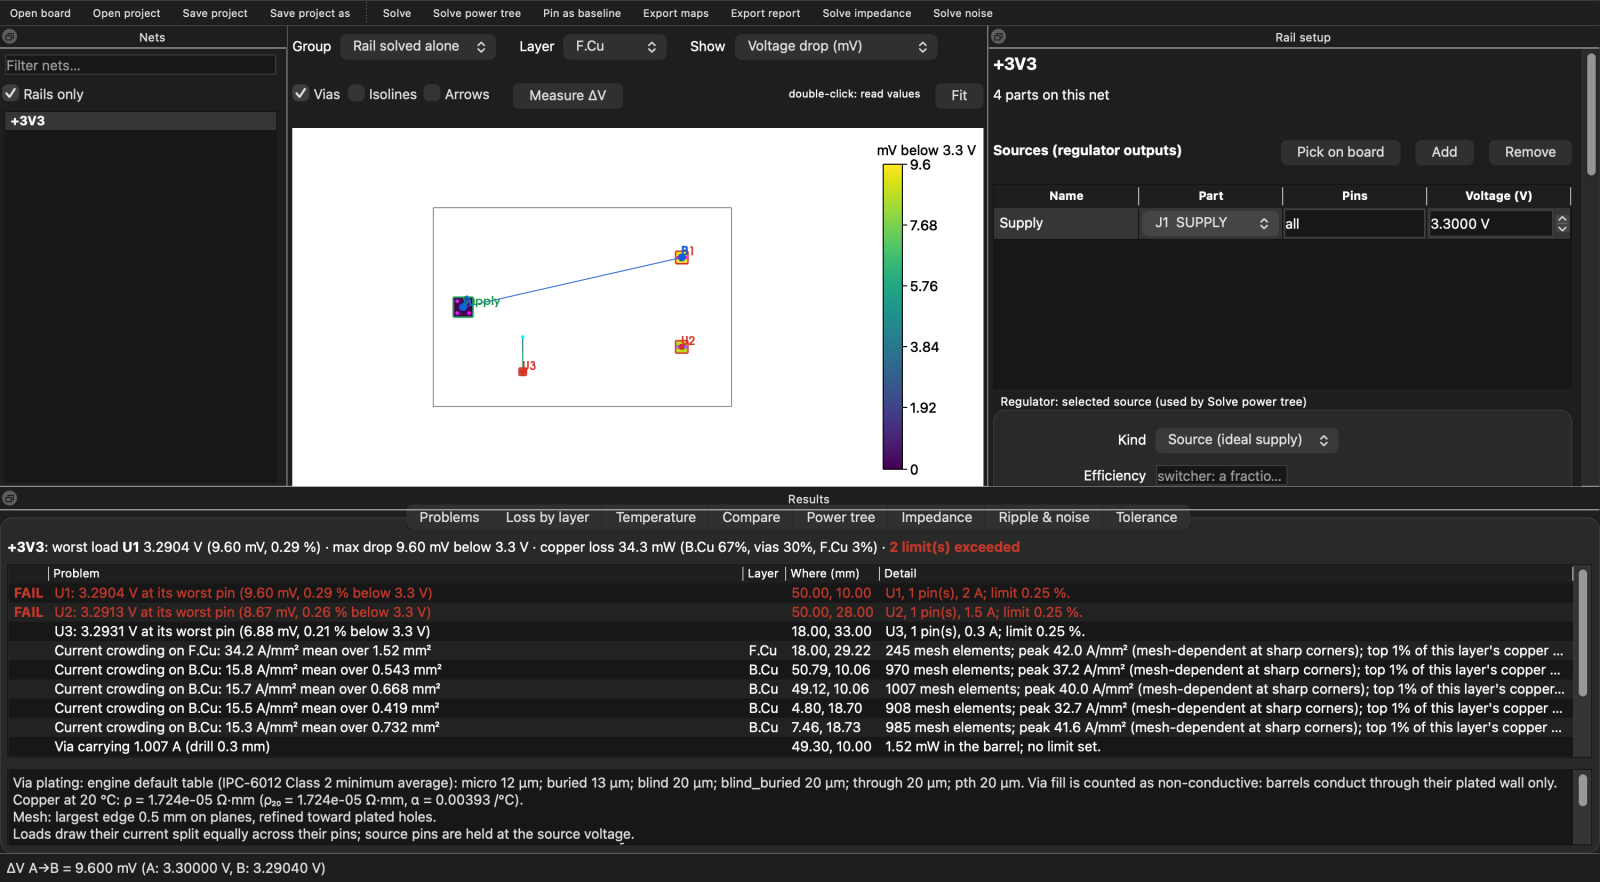 Open board Open project Save project Save project as Solve Solve power tree Pin as baseline Export maps Export report Solve impedance Solve noise
Nets
Filter nets...
Rails only
+3V3
Group Rail solved alone Layer F.Cu Show Voltage drop (mV)
Vias Isolines Arrows Measure ΔV double-click: read values Fit
mV below 3.3 V
9.6
7.68
5.76
3.84
1.92
0
B1
pply
U2
U3
Rail setup
+3V3
4 parts on this net
Sources (regulator outputs) Pick on board Add Remove
Name Part Pins Voltage (V)
Supply J1 SUPPLY all 3.3000 V
Regulator: selected source (used by Solve power tree)
Kind Source (ideal supply)
Efficiency switcher: a fractio...
Results
Problems Loss by layer Temperature Compare Power tree Impedance Ripple & noise Tolerance
+3V3: worst load U1 3.2904 V (9.60 mV, 0.29 %) · max drop 9.60 mV below 3.3 V · copper loss 34.3 mW (B.Cu 67%, vias 30%, F.Cu 3%) · 2 limit(s) exceeded
Problem Layer Where (mm) Detail
FAIL U1: 3.2904 V at its worst pin (9.60 mV, 0.29 % below 3.3 V) 50.00, 10.00 U1, 1 pin(s), 2 A; limit 0.25 %.
FAIL U2: 3.2913 V at its worst pin (8.67 mV, 0.26 % below 3.3 V) 50.00, 28.00 U2, 1 pin(s), 1.5 A; limit 0.25 %.
U3: 3.2931 V at its worst pin (6.88 mV, 0.21 % below 3.3 V) 18.00, 33.00 U3, 1 pin(s), 0.3 A; limit 0.25 %.
Current crowding on F.Cu: 34.2 A/mm² mean over 1.52 mm² F.Cu 18.00, 29.22 245 mesh elements; peak 42.0 A/mm² (mesh-dependent at sharp corners); top 1% of this layer's copper ...
Current crowding on B.Cu: 15.8 A/mm² mean over 0.543 mm² B.Cu 50.79, 10.06 970 mesh elements; peak 37.2 A/mm² (mesh-dependent at sharp corners); top 1% of this layer's copper ...
Current crowding on B.Cu: 15.7 A/mm² mean over 0.668 mm² B.Cu 49.12, 10.06 1007 mesh elements; peak 40.0 A/mm² (mesh-dependent at sharp corners); top 1% of this layer's copper...
Current crowding on B.Cu: 15.5 A/mm² mean over 0.419 mm² B.Cu 4.80, 18.70 908 mesh elements; peak 32.7 A/mm² (mesh-dependent at sharp corners); top 1% of this layer's copper ...
Current crowding on B.Cu: 15.3 A/mm² mean over 0.732 mm² B.Cu 7.46, 18.73 985 mesh elements; peak 41.6 A/mm² (mesh-dependent at sharp corners); top 1% of this layer's copper ...
Via carrying 1.007 A (drill 0.3 mm) 49.30, 10.00 1.52 mW in the barrel; no limit set.
Via plating: engine default table (IPC-6012 Class 2 minimum average): micro 12 µm; buried 13 µm; blind 20 µm; blind_buried 20 µm; through 20 µm; pth 20 µm. Via fill is counted as non-conductive: barrels conduct through their plated wall only.
Copper at 20 °C: ρ = 1.724e-05 Ω·mm (ρ₂₀ = 1.724e-05 Ω·mm, α = 0.00393 /°C).
Mesh: largest edge 0.5 mm on planes, refined toward plated holes.
Loads draw their current split equally across their pins; source pins are held at the source voltage.
ΔV A→B = 9.600 mV (A: 3.30000 V, B: 3.29040 V)